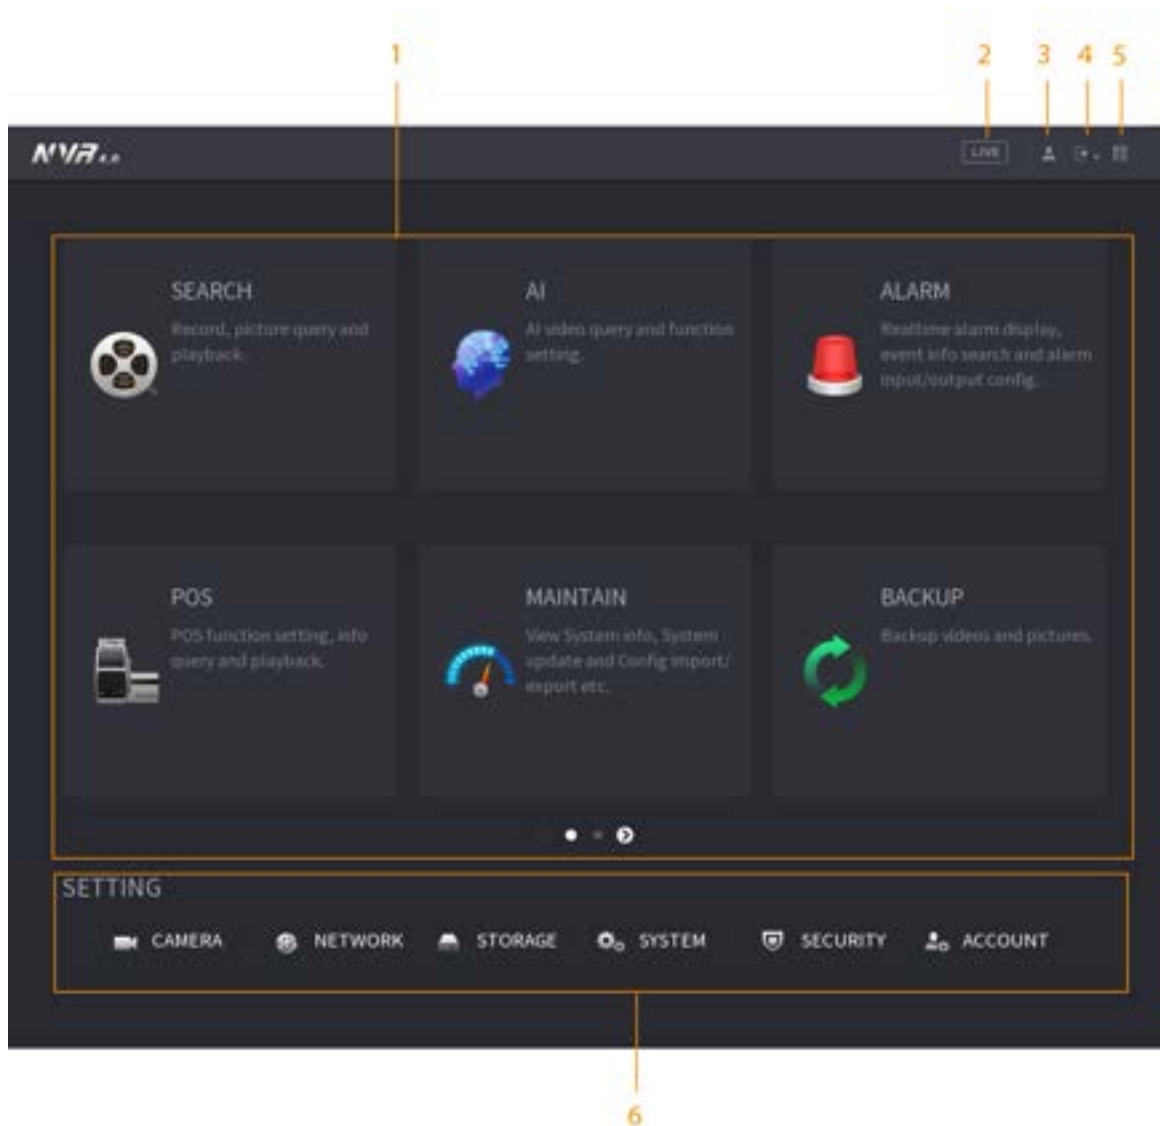 1
2 3 4 5
NVR 4.0
LIVE
SEARCH
Record, picture query and
playback.
AI
AI video query and function
setting.
ALARM
Realtime alarm display,
event info search and alarm
input/output config.
POS
POS function setting, info
query and playback.
MAINTAIN
View System info, System
update and Config import/
export etc.
BACKUP
Backup videos and pictures.
SETTING
CAMERA NETWORK STORAGE SYSTEM SECURITY ACCOUNT
6